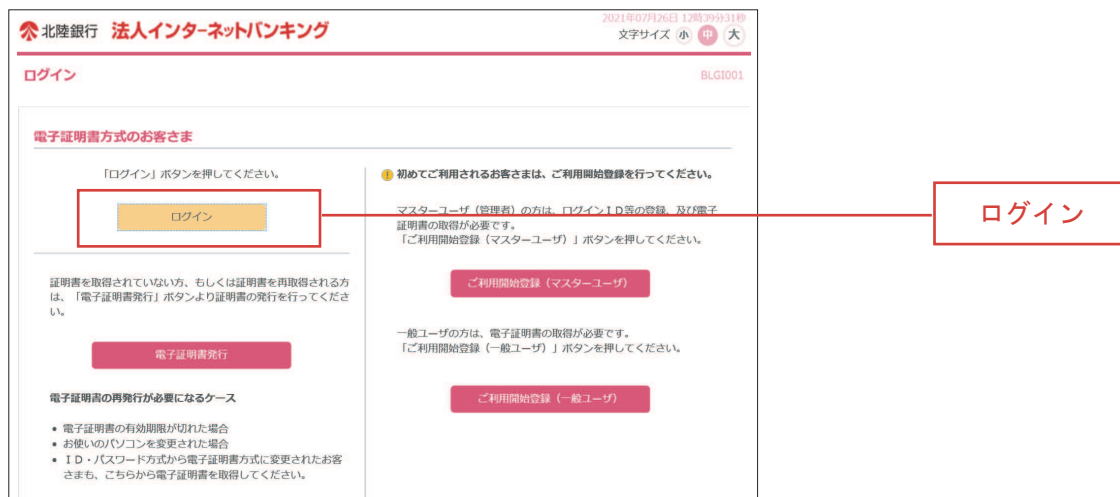 北陸銀行 法人インターネットバンキング
2021年07月26日 12時39分31秒
文字サイズ 小 中 大
ログイン
BLGI001
電子証明書方式のお客さま
「ログイン」ボタンを押してください。
ログイン
証明書を取得されていない方、もしくは証明書を再取得される方
は、「電子証明書発行」ボタンより証明書の発行を行ってくださ
い。
電子証明書発行
電子証明書の再発行が必要になるケース
• 電子証明書の有効期限が切れた場合
• お使いのパソコンを変更された場合
• ID・パスワード方式から電子証明書方式に変更されたお客
さまも、こちらから電子証明書を取得してください。
! 初めてご利用されるお客さまは、ご利用開始登録を行ってください。
マスターユーザ（管理者）の方は、ログインＩＤ等の登録、及び電子
証明書の取得が必要です。
「ご利用開始登録（マスターユーザ）」ボタンを押してください。
ご利用開始登録（マスターユーザ）
一般ユーザの方は、電子証明書の取得が必要です。
「ご利用開始登録（一般ユーザ）」ボタンを押してください。
ご利用開始登録（一般ユーザ）
ログイン